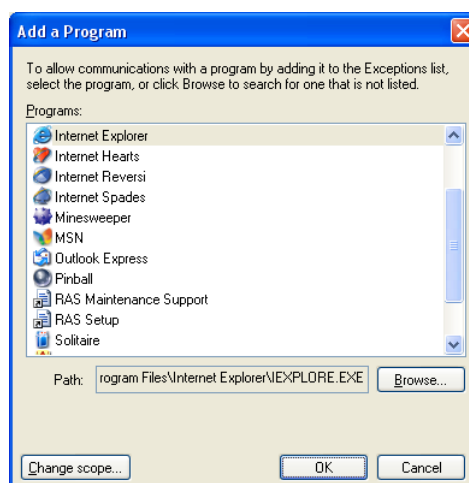 Add a Program
To allow communications with a program by adding it to the Exceptions list,
select the program, or click Browse to search for one that is not listed.
Programs:
Internet Explorer
Internet Hearts
Internet Reversi
Internet Spades
Minesweeper
MSN
Outlook Express
Pinball
RAS Maintenance Support
RAS Setup
Solitaire
Path: rogram Files\Internet Explorer\IEXPLORE.EXE Browse...
Change scope... OK Cancel